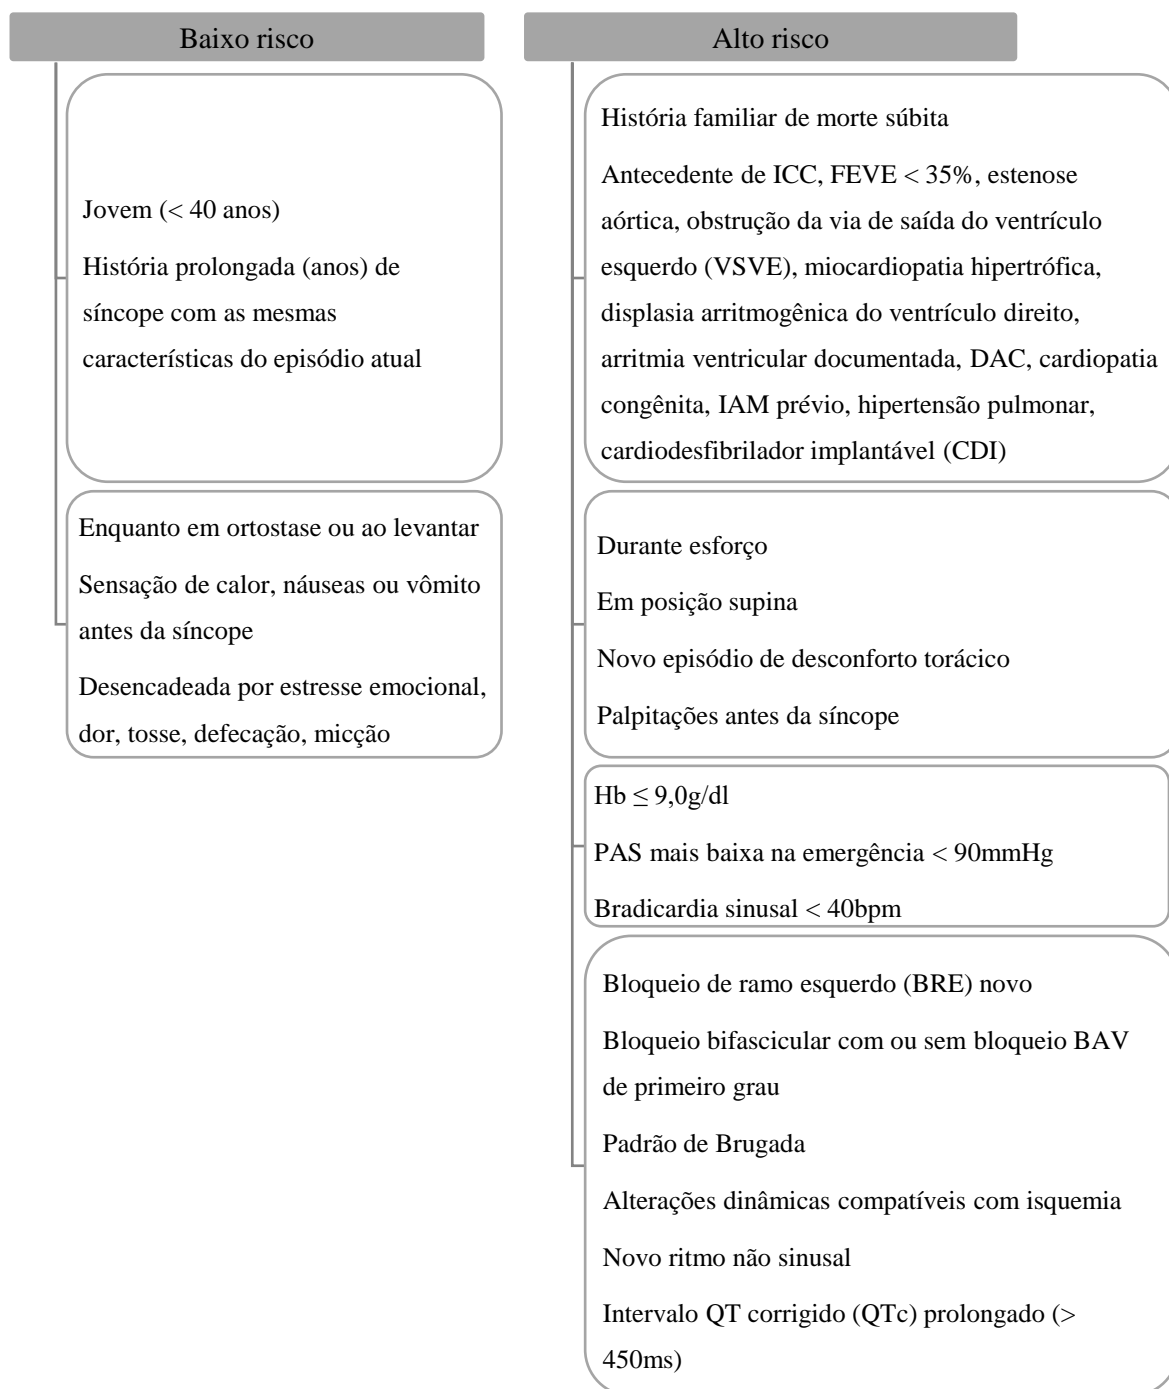 Baixo risco
Jovem (< 40 anos)
História prolongada (anos) de
síncope com as mesmas
características do episódio atual
Enquanto em ortostase ou ao levantar
Sensação de calor, náuseas ou vômito
antes da síncope
Desencadeada por estresse emocional,
dor, tosse, defecação, micção
Alto risco
História familiar de morte súbita
Antecedente de ICC, FEVE < 35%, estenose
aórtica, obstrução da via de saída do ventrículo
esquerdo (VSVE), miocardiopatia hipertrófica,
displasia arritmogênica do ventrículo direito,
arritmia ventricular documentada, DAC, cardiopatia
congênita, IAM prévio, hipertensão pulmonar,
cardiodesfibrilador implantável (CDI)
Durante esforço
Em posição supina
Novo episódio de desconforto torácico
Palpitações antes da síncope
Hb ≤ 9,0g/dl
PAS mais baixa na emergência < 90mmHg
Bradicardia sinusal < 40bpm
Bloqueio de ramo esquerdo (BRE) novo
Bloqueio bifascicular com ou sem bloqueio BAV
de primeiro grau
Padrão de Brugada
Alterações dinâmicas compatíveis com isquemia
Novo ritmo não sinusal
Intervalo QT corrigido (QTc) prolongado (>
450ms)